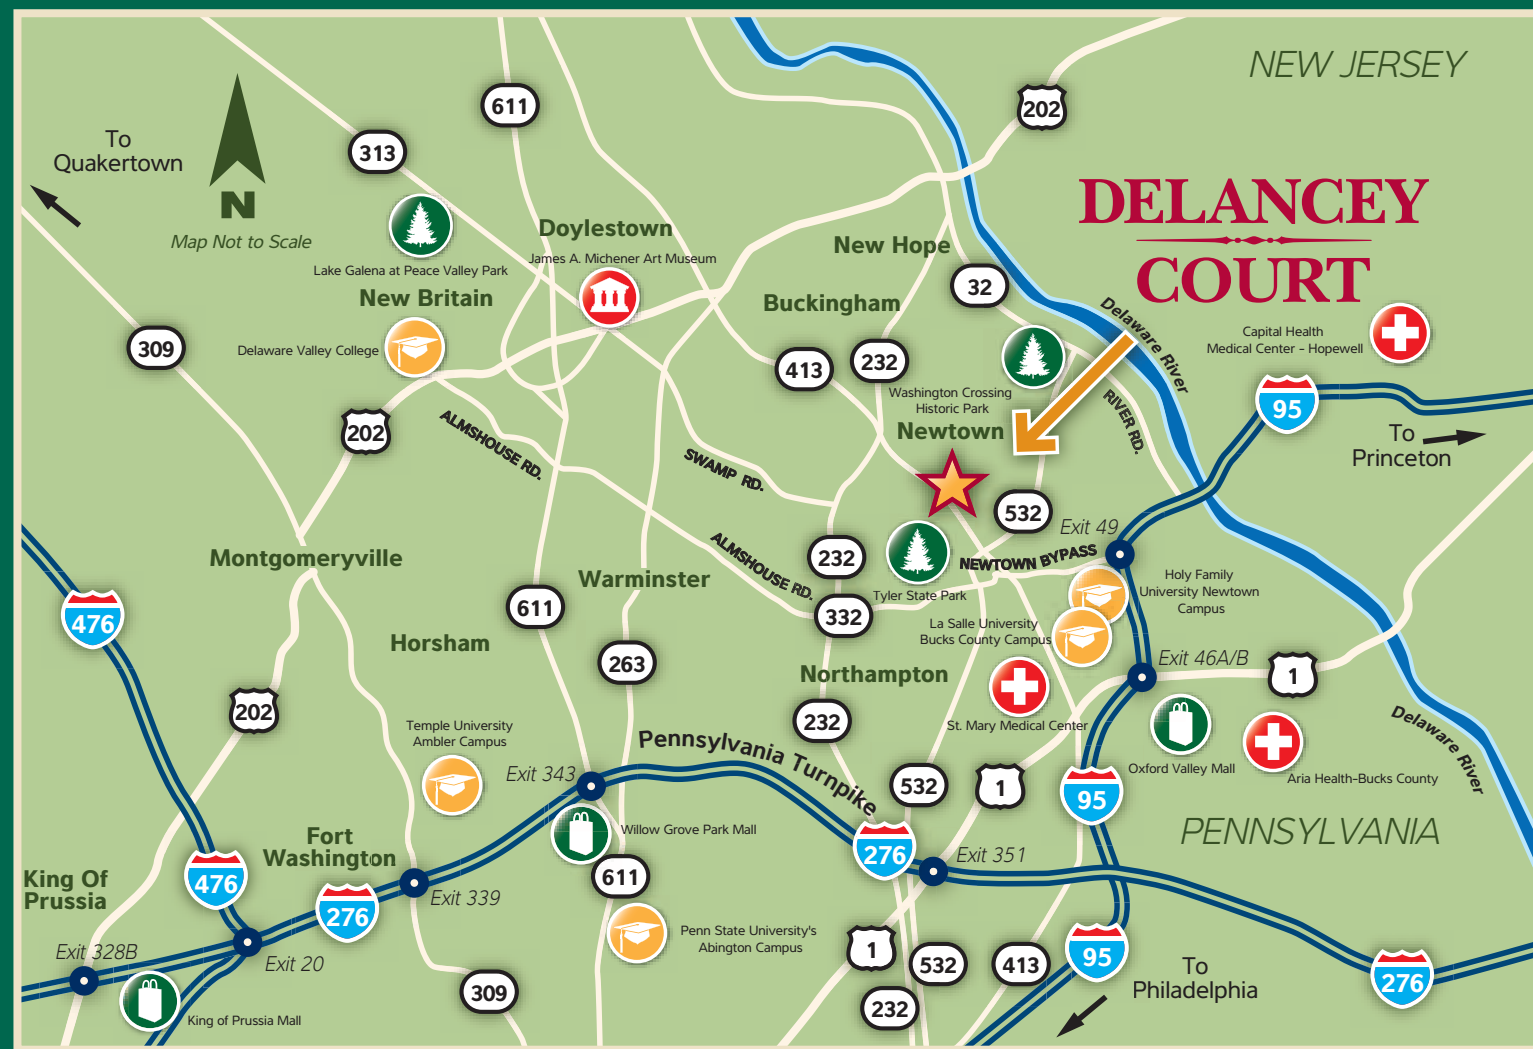 NEW JERSEY
202
611
To
Quakertown
313
N
Map Not to Scale
DELANCEY
COURT
Doylestown
James A. Michener Art Museum
New Hope
Lake Galena at Peace Valley Park
New Britain
32
Buckingham
Delaware River
309
Delaware Valley College
413
232
Capital Health
Medical Center - Hopewell
Washington Crossing
Historic Park
95
RIVER RD.
202
ALMSHOUSE RD.
SWAMP RD.
Newtown
To
Princeton
532
Exit 49
Montgomeryville
ALMSHOUSE RD.
232
NEWTOWN BYPASS
Warminster
Tyler State Park
Holy Family
University Newtown
Campus
476
611
332
La Salle University
Bucks County Campus
Horsham
263
Northampton
Exit 46A/B
1
202
232
St. Mary Medical Center
Delaware River
Temple University
Ambler Campus
Pennsylvania Turnpike
Oxford Valley Mall
Aria Health-Bucks County
Exit 343
532
1
95
Willow Grove Park Mall
PENNSYLVANIA
Fort
Washington
276
Exit 351
King Of
Prussia
476
611
276
Exit 339
Penn State University's
Abington Campus
1
532
413
95
To
Philadelphia
276
Exit 328B
Exit 20
309
232
King of Prussia Mall